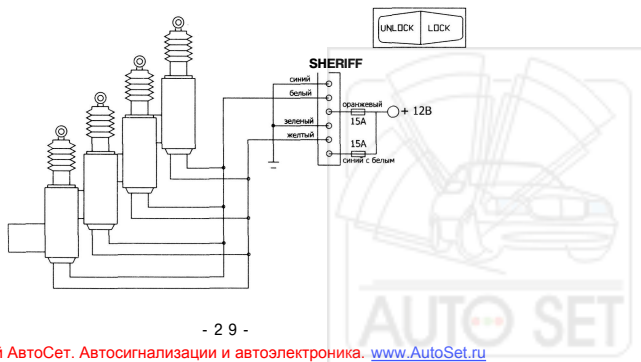 UNLOCK LOCK
SHERIFF
синий
белый
оранжевый
+ 12В
15А
зеленый
желтый
15А
синий с белым
AUTO SET
- 2 9 -
й АвтоСет. Автосигнализации и автоэлектроника. www.AutoSet.ru